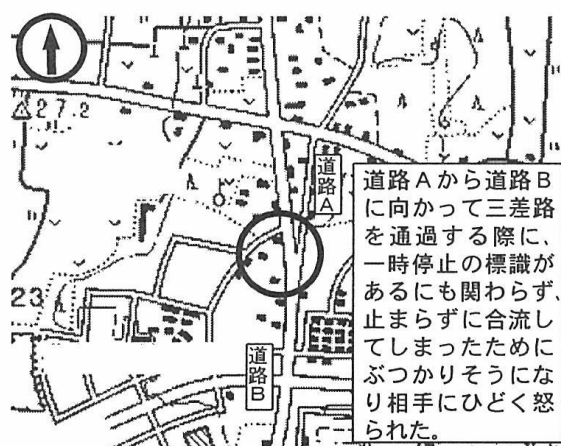 27.2
道路A
道路Aから道路B
に向かって三差路
を通過する際に、
一時停止の標識が
あるにも関わらず、
止まらずに合流し
てしまったために
ぶつかりそうにな
り相手にひどく怒
られた。
23
道路B